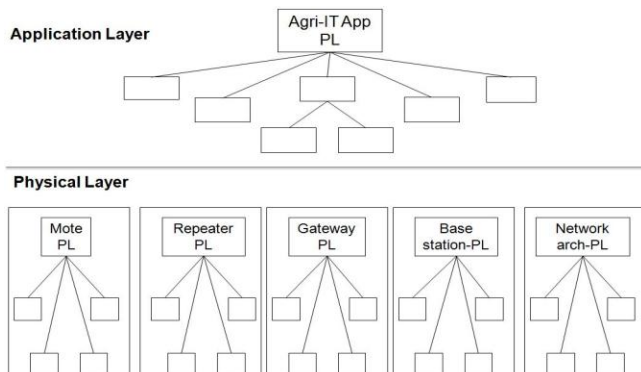 Application Layer
Agri-IT App
PL
Physical Layer
Mote
PL
Repeater
PL
Gateway
PL
Base
station-PL
Network
arch-PL